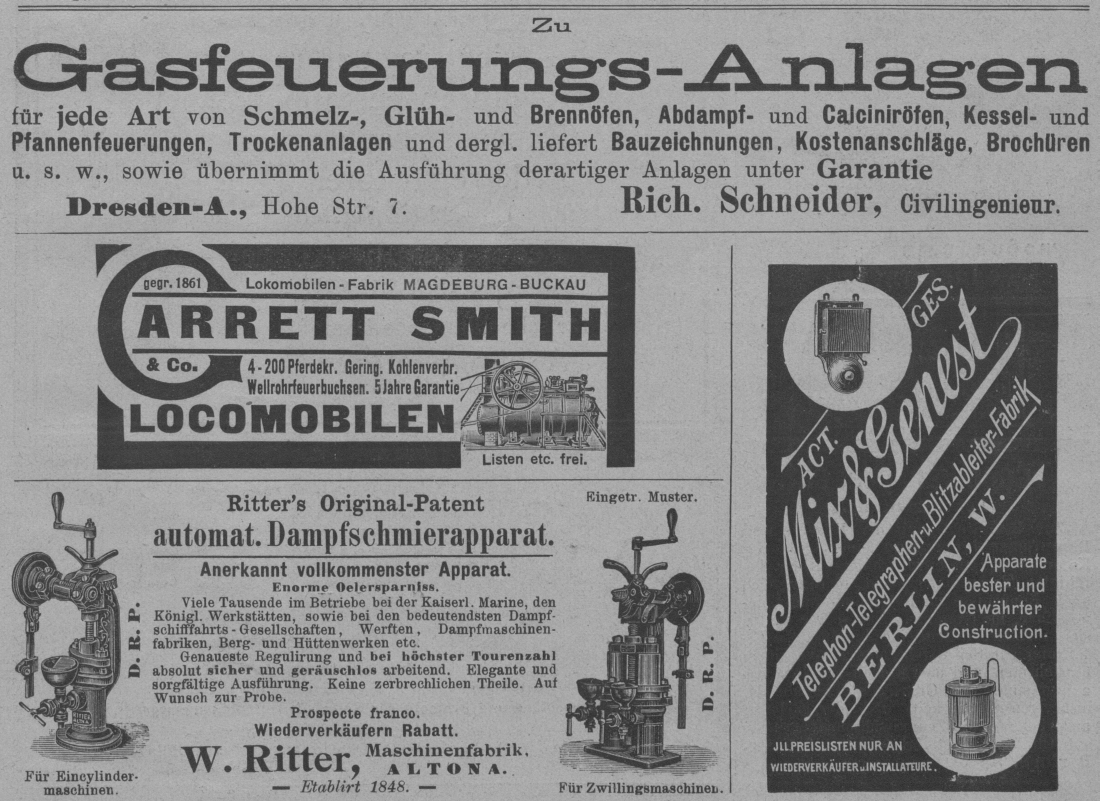 Zu
Gasfeuerungs-Anlagen
für jede Art von Schmelz-, Glüh- und Brennöfen, Abdampf- und Calciniröfen, Kessel- und
Pfannenfeuerungen, Trockenanlagen und dergl. liefert Bauzeichnungen, Kostenanschläge, Brochüren
u. s. w., sowie übernimmt die Ausführung derartiger Anlagen unter Garantie
Dresden-A., Hohe Str. 7. Rich. Schneider, Civilingenieur.
gegr. 1861 Lokomobilen-Fabrik MAGDEBURG-BUCKAU
GARRETT SMITH
& Co.
4-200 Pferdekr. Gering. Kohlenverbr.
Wellrohrfeuerbuchsen. 5 Jahre Garantie
LOCOMOBILEN
Listen etc. frei.
Ritter's Original-Patent
automat. Dampfschmierapparat.
Anerkannt vollkommenster Apparat.
Enorme Oelersparniss.
Viele Tausende im Betriebe bei der Kaiserl. Marine, den
Königl. Werkstätten, sowie bei den bedeutendsten Dampf-
schifffahrts-Gesellschaften, Werften, Dampfmaschinen-
fabriken, Berg- und Hüttenwerken etc.
Genaueste Regulirung und bei höchster Tourenzahl
absolut sicher und geräuschlos arbeitend. Elegante und
sorgfältige Ausführung. Keine zerbrechlichen Theile. Auf
Wunsch zur Probe.
Prospecte franco.
Wiederverkäufern Rabatt.
W. Ritter, Maschinenfabrik,
ALTONA.
— Etablirt 1848. —
D. R. P.
Für Eincylinder-
maschinen.
Eingetr. Muster.
D. R. P.
Für Zwillingsmaschinen.
ACT. GES.
Mix & Genest
Telephon-Telegraphen-u. Blitzableiter-Fabrik
BERLIN, W.
Apparate
bester und
bewährter
Construction.
JLL. PREISLISTEN NUR AN
WIEDERVERKÄUFER u. INSTALLATEURE.